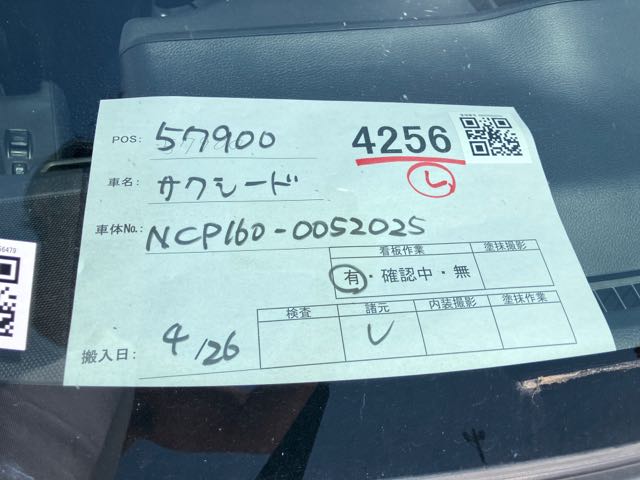 POS: 57900
4256
車名: サクシード
車体No.: NCP160-0052025
看板作業 塗抹撮影
有・確認中・無
検査 諸元 内装撮影 塗抹作業
搬入日: 4/26
6479